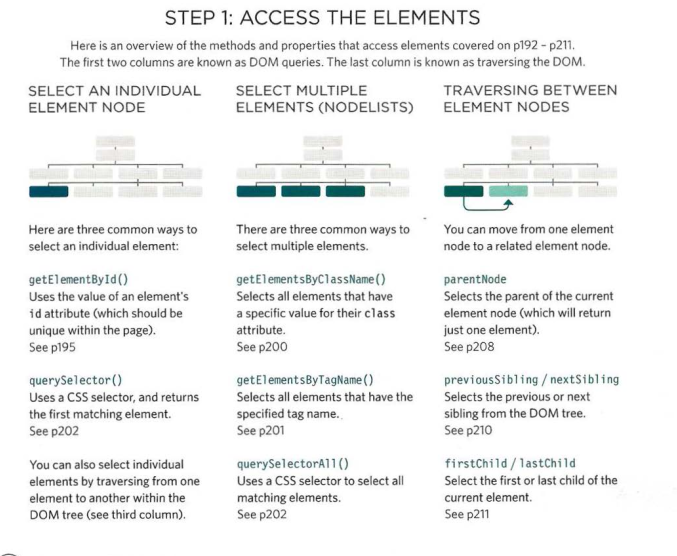 STEP 1: ACCESS THE ELEMENTS
Here is an overview of the methods and properties that access elements covered on p192 – p211.
The first two columns are known as DOM queries. The last column is known as traversing the DOM.
SELECT AN INDIVIDUAL
ELEMENT NODE
Here are three common ways to
select an individual element:
getElementById()
Uses the value of an element's
id attribute (which should be
unique within the page).
See p195
querySelector()
Uses a CSS selector, and returns
the first matching element.
See p202
You can also select individual
elements by traversing from one
element to another within the
DOM tree (see third column).
SELECT MULTIPLE
ELEMENTS (NODELISTS)
There are three common ways to
select multiple elements.
getElementsByClassName()
Selects all elements that have
a specific value for their class
attribute.
See p200
getElementsByTagName()
Selects all elements that have the
specified tag name.
See p201
querySelectorAll()
Uses a CSS selector to select all
matching elements.
See p202
TRAVERSING BETWEEN
ELEMENT NODES
You can move from one element
node to a related element node.
parentNode
Selects the parent of the current
element node (which will return
just one element).
See p208
previousSibling / nextSibling
Selects the previous or next
sibling from the DOM tree.
See p210
firstChild / lastChild
Select the first or last child of the
current element.
See p211